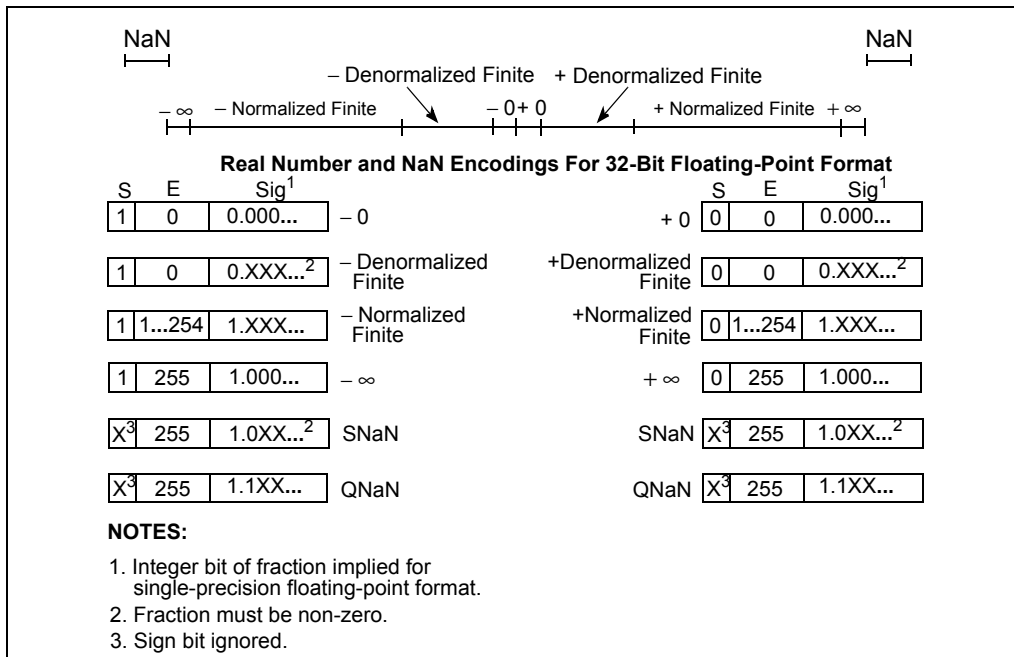 NaN NaN
– Denormalized Finite + Denormalized Finite
– ∞ – Normalized Finite – 0 + 0 + Normalized Finite + ∞
Real Number and NaN Encodings For 32-Bit Floating-Point Format
S E Sig1 S E Sig1
1 0 0.000... – 0 + 0 0 0 0.000...
1 0 0.XXX...2 – Denormalized Finite +Denormalized Finite 0 0 0.XXX...2
1 1...254 1.XXX... – Normalized Finite +Normalized Finite 0 1...254 1.XXX...
1 255 1.000... – ∞ + ∞ 0 255 1.000...
X3 255 1.0XX...2 SNaN SNaN X3 255 1.0XX...2
X3 255 1.1XX... QNaN QNaN X3 255 1.1XX...
NOTES:
1. Integer bit of fraction implied for
single-precision floating-point format.
2. Fraction must be non-zero.
3. Sign bit ignored.